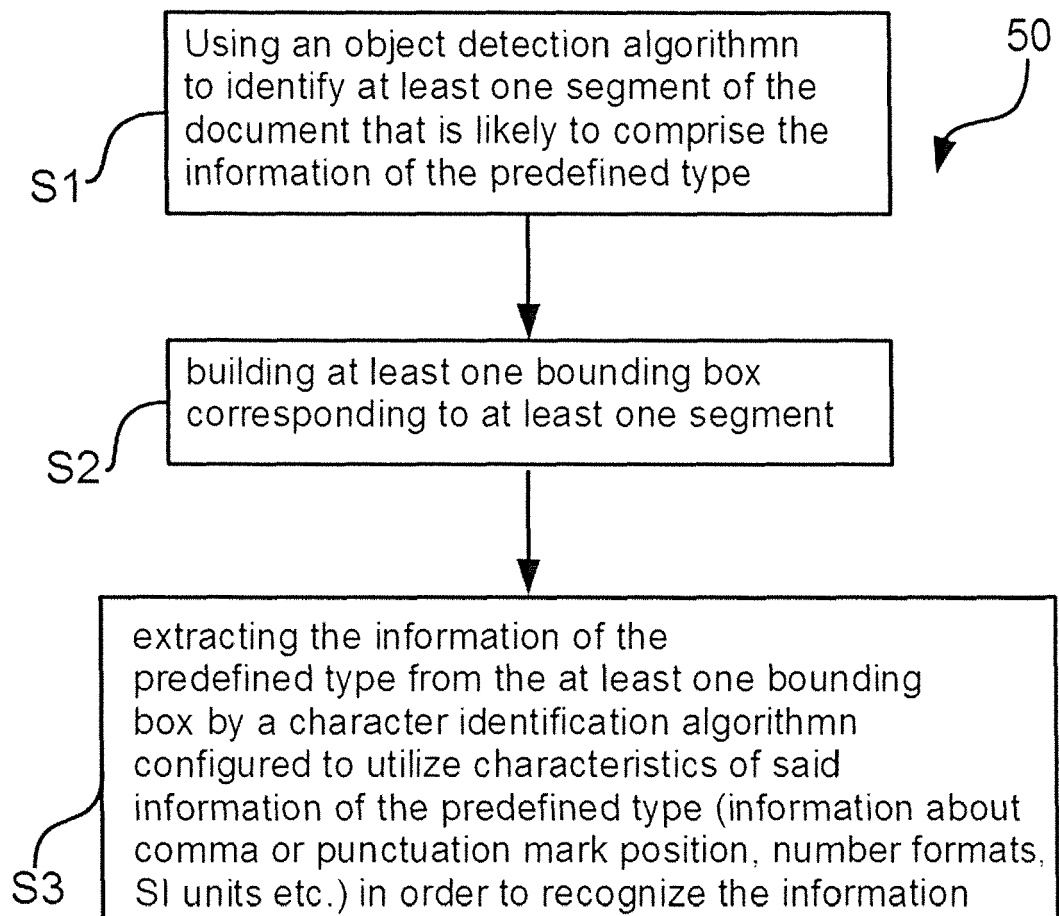 Using an object detection algorithmn
to identify at least one segment of the
document that is likely to comprise the
information of the predefined type
50
S1
building at least one bounding box
corresponding to at least one segment
S2
extracting the information of the
predefined type from the at least one bounding
box by a character identification algorithmn
configured to utilize characteristics of said
information of the predefined type (information about
comma or punctuation mark position, number formats,
SI units etc.) in order to recognize the information
S3